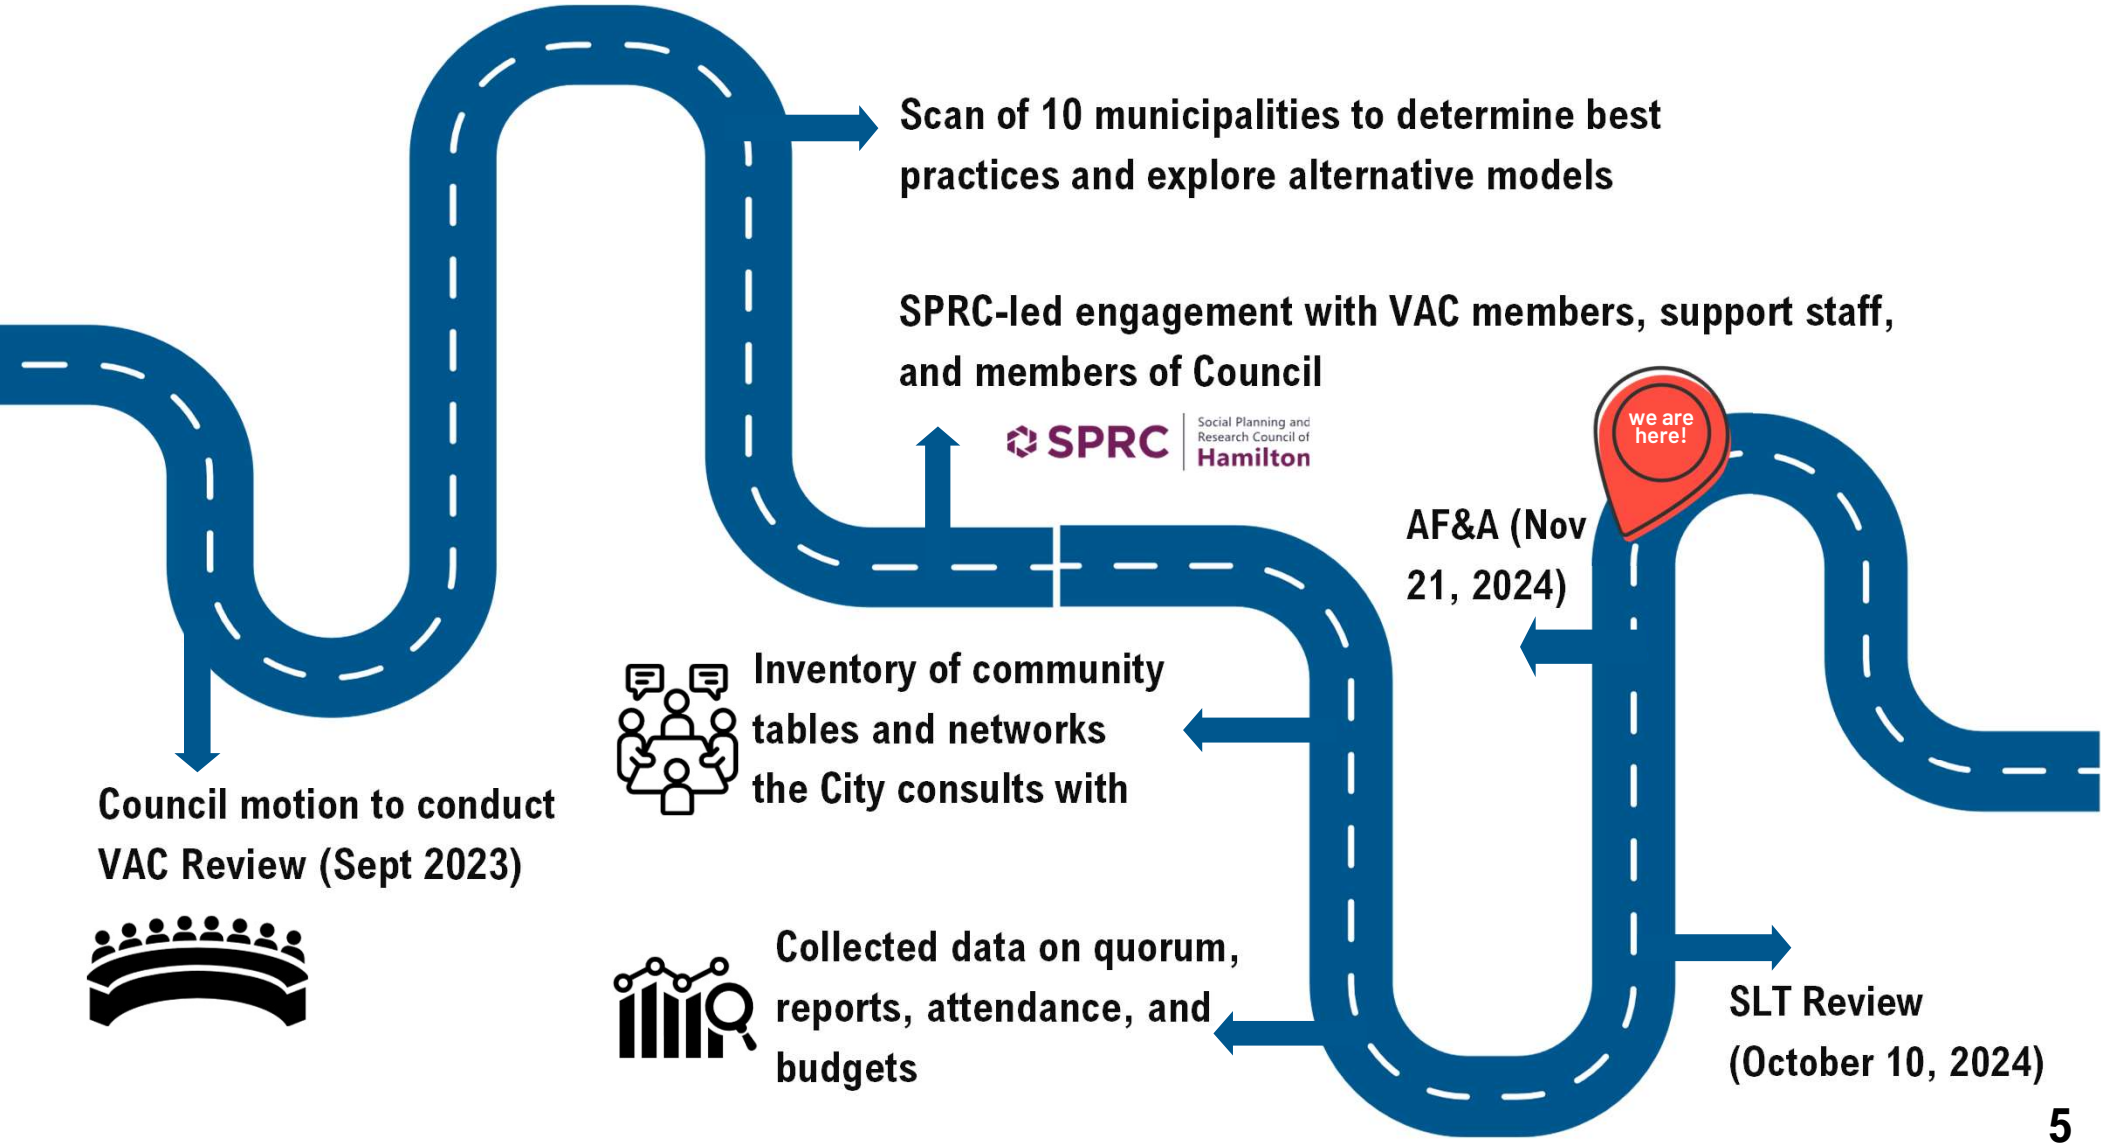 Scan of 10 municipalities to determine best
practices and explore alternative models
SPRC-led engagement with VAC members, support staff,
and members of Council
SPRC
Social Planning and
Research Council of
Hamilton
we are
here!
AF&A (Nov
21, 2024)
Inventory of community
tables and networks
the City consults with
Council motion to conduct
VAC Review (Sept 2023)
Collected data on quorum,
reports, attendance, and
budgets
SLT Review
(October 10, 2024)
5